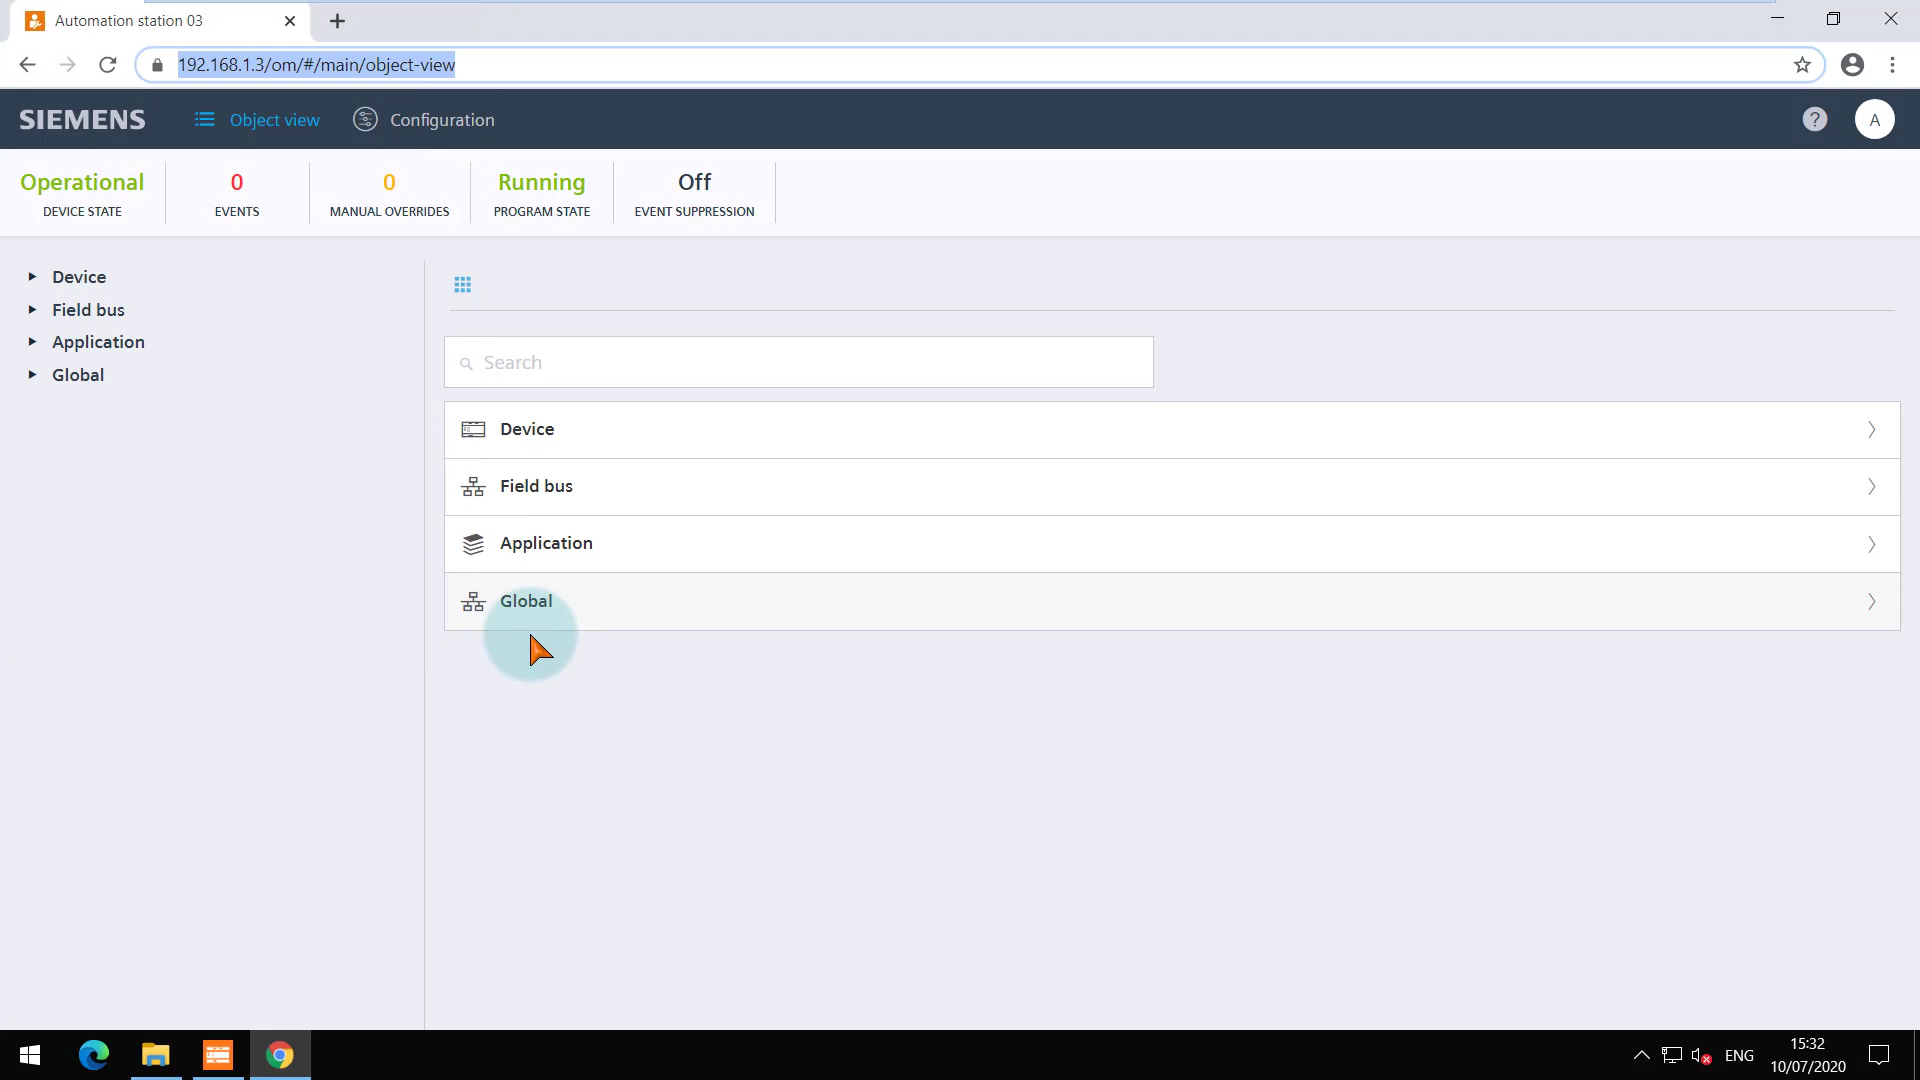 Automation station 03
192.168.1.3/om/#/main/object-view
SIEMENS
Object view
Configuration
?
A
Operational
DEVICE STATE
0
EVENTS
0
MANUAL OVERRIDES
Running
PROGRAM STATE
Off
EVENT SUPPRESSION
Device
Field bus
Application
Global
Search
Device
Field bus
Application
Global
ENG
15:32
10/07/2020